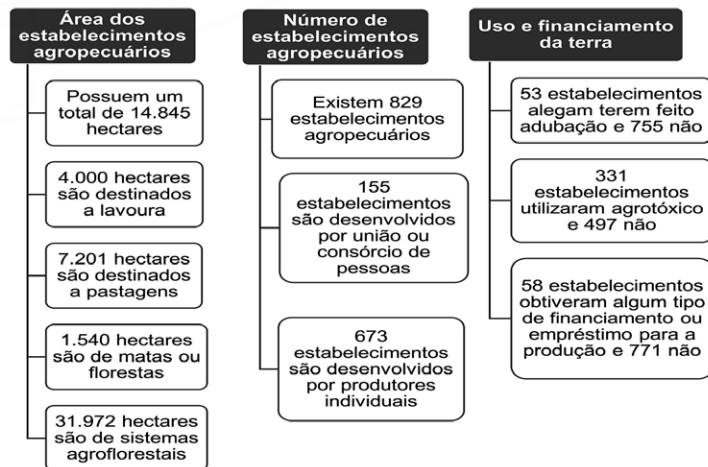 Área dos
estabelecimentos
agropecuários
Possuem um
total de 14.845
hectares
4.000 hectares
são destinados
a lavoura
7.201 hectares
são destinados
a pastagens
1.540 hectares
são de matas ou
florestas
31.972 hectares
são de sistemas
agroflorestais
Número de
estabelecimentos
agropecuários
Existem 829
estabelecimentos
agropecuários
155
estabelecimentos
são desenvolvidos
por união ou
consórcio de
pessoas
673
estabelecimentos
são desenvolvidos
por produtores
individuais
Uso e financiamento
da terra
53 estabelecimentos
alegam terem feito
adubação e 755 não
331
estabelecimentos
utilizaram agrotóxico
e 497 não
58 estabelecimentos
obtiveram algum tipo
de financiamento ou
empréstimo para a
produção e 771 não